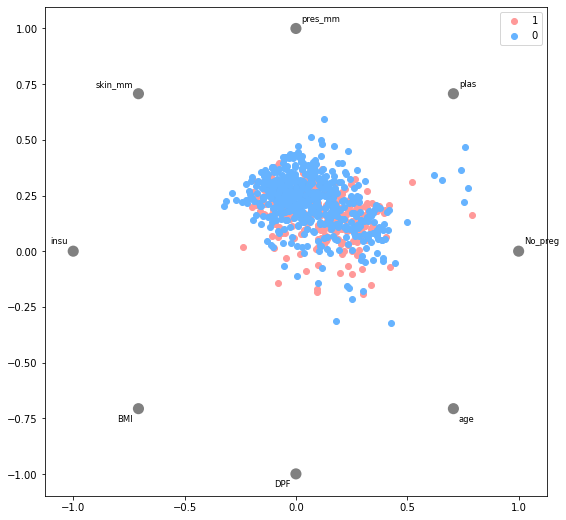 pres_mm
1
0
1.00
skin_mm
plas
0.75
0.50
0.25
insu
No_preg
0.00
−0.25
−0.50
BMI
age
−0.75
DPF
−1.00
−1.0
−0.5
0.0
0.5
1.0